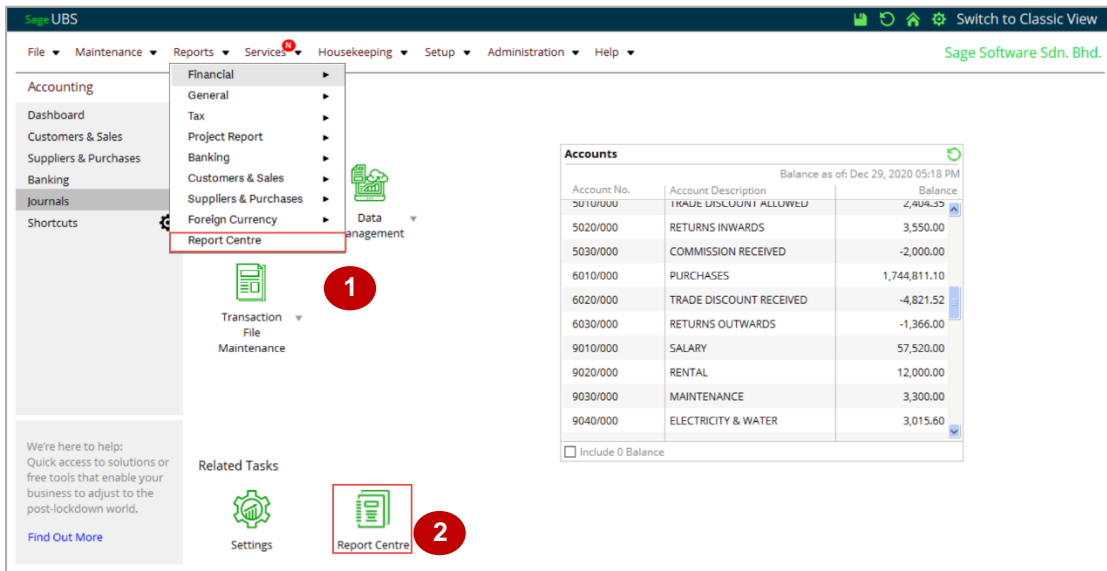 Sage UBS
Switch to Classic View
File Maintenance Reports Services N Housekeeping Setup Administration Help
Sage Software Sdn. Bhd.
Accounting
Dashboard
Customers & Sales
Suppliers & Purchases
Banking
Journals
Shortcuts
Financial
General
Tax
Project Report
Banking
Customers & Sales
Suppliers & Purchases
Foreign Currency
Report Centre
Data
anagement
1
Transaction
File
Maintenance
Accounts
Balance as of: Dec 29, 2020 05:18 PM
Account No. Account Description Balance
5010/000 TRADE DISCOUNT ALLOWED 2,404.35
5020/000 RETURNS INWARDS 3,550.00
5030/000 COMMISSION RECEIVED -2,000.00
6010/000 PURCHASES 1,744,811.10
6020/000 TRADE DISCOUNT RECEIVED -4,821.52
6030/000 RETURNS OUTWARDS -1,366.00
9010/000 SALARY 57,520.00
9020/000 RENTAL 12,000.00
9030/000 MAINTENANCE 3,300.00
9040/000 ELECTRICITY & WATER 3,015.60
Include 0 Balance
We're here to help:
Quick access to solutions or
free tools that enable your
business to adjust to the
post-lockdown world.
Find Out More
Related Tasks
Settings
Report Centre
2